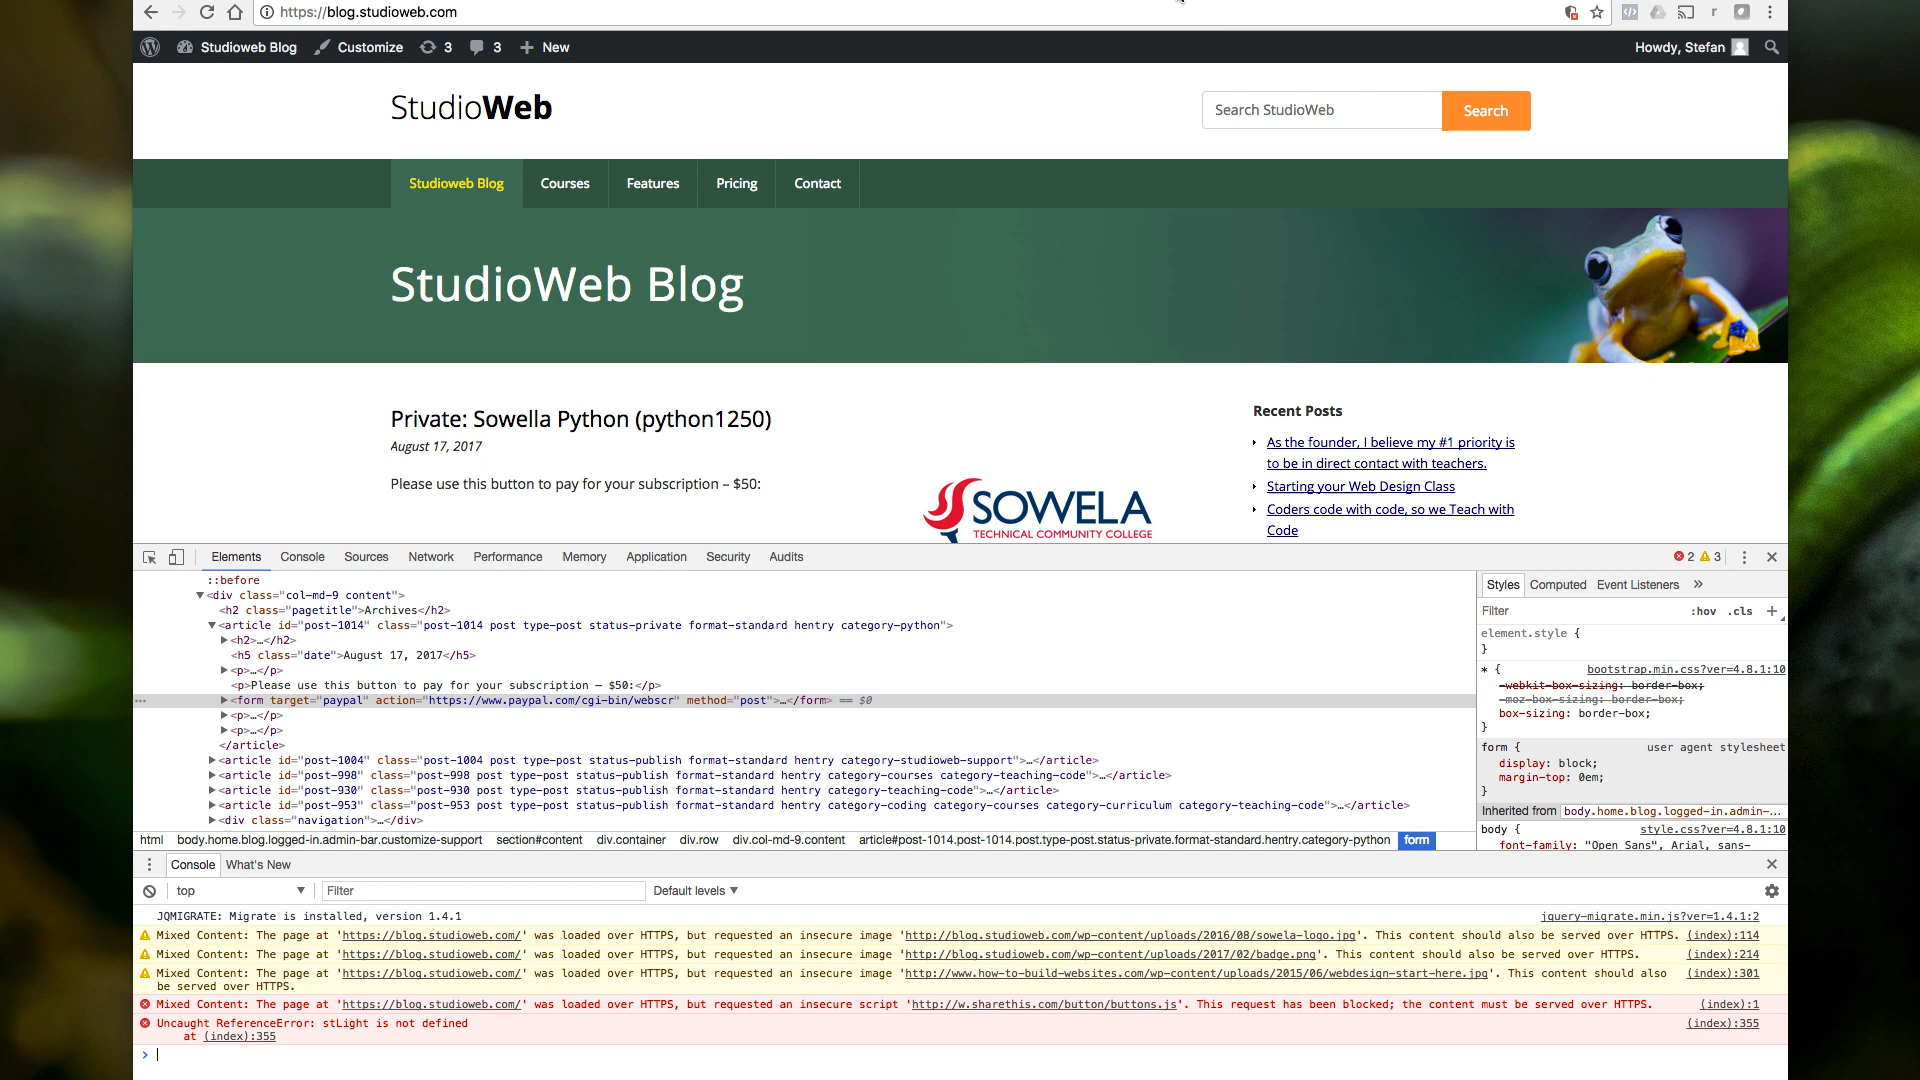 https://blog.studioweb.com
Studioweb Blog Customize 3 3 New Howdy, Stefan
StudioWeb
Search StudioWeb Search
Studioweb Blog Courses Features Pricing Contact
StudioWeb Blog
Private: Sowella Python (python1250)
August 17, 2017
Please use this button to pay for your subscription – $50:
SOWELA
TECHNICAL COMMUNITY COLLEGE
Recent Posts
As the founder, I believe my #1 priority is
to be in direct contact with teachers.
Starting your Web Design Class
Coders code with code, so we Teach with
Code
Elements Console Sources Network Performance Memory Application Security Audits 2 3
::before
<div class="col-md-9 content">
<h2 class="pagetitle">Archives</h2>
<article id="post-1014" class="post-1014 post type-post status-private format-standard hentry category-python">
<h2>…</h2>
<h5 class="date">August 17, 2017</h5>
<p>…</p>
<p>Please use this button to pay for your subscription – $50:</p>
<form target="paypal" action="https://www.paypal.com/cgi-bin/webscr" method="post">…</form> == $0
<p>…</p>
<p>…</p>
</article>
<article id="post-1004" class="post-1004 post type-post status-publish format-standard hentry category-studioweb-support">…</article>
<article id="post-998" class="post-998 post type-post status-publish format-standard hentry category-courses category-teaching-code">…</article>
<article id="post-930" class="post-930 post type-post status-publish format-standard hentry category-teaching-code">…</article>
<article id="post-953" class="post-953 post type-post status-publish format-standard hentry category-coding category-courses category-curriculum category-teaching-code">…</article>
<div class="navigation">…</div>
html body.home.blog.logged-in.admin-bar.customize-support section#content div.container div.row div.col-md-9.content article#post-1014.post-1014.post.type-post.status-private.format-standard.hentry.category-python form
Styles Computed Event Listeners »
Filter :hov .cls +
element.style {
}
* { bootstrap.min.css?ver=4.8.1:10
-webkit-box-sizing: border-box;
-moz-box-sizing: border-box;
box-sizing: border-box;
}
form { user agent stylesheet
display: block;
margin-top: 0em;
}
Inherited from body.home.blog.logged-in.admin-…
body { style.css?ver=4.8.1:10
font-family: "Open Sans", Arial, sans-
Console What's New
top Filter Default levels
JQMIGRATE: Migrate is installed, version 1.4.1 jquery-migrate.min.js?ver=1.4.1:2
Mixed Content: The page at 'https://blog.studioweb.com/' was loaded over HTTPS, but requested an insecure image 'http://blog.studioweb.com/wp-content/uploads/2016/08/sowela-logo.jpg'. This content should also be served over HTTPS. (index):114
Mixed Content: The page at 'https://blog.studioweb.com/' was loaded over HTTPS, but requested an insecure image 'http://blog.studioweb.com/wp-content/uploads/2017/02/badge.png'. This content should also be served over HTTPS. (index):214
Mixed Content: The page at 'https://blog.studioweb.com/' was loaded over HTTPS, but requested an insecure image 'http://www.how-to-build-websites.com/wp-content/uploads/2015/06/webdesign-start-here.jpg'. This content should also (index):301
be served over HTTPS.
Mixed Content: The page at 'https://blog.studioweb.com/' was loaded over HTTPS, but requested an insecure script 'http://w.sharethis.com/button/buttons.js'. This request has been blocked; the content must be served over HTTPS. (index):1
Uncaught ReferenceError: stLight is not defined (index):355
at (index):355